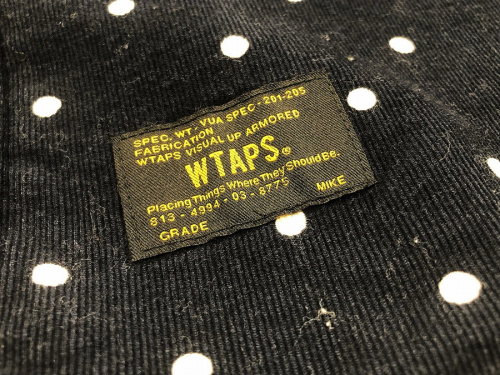 SPEC. WT. VUA SPEC-201-205
FABRICATION
WTAPS VISUAL UP ARMORED
WTAPS®
Placing Things Where They Should Be.
813-4994-03-8775
MIKE
GRADE